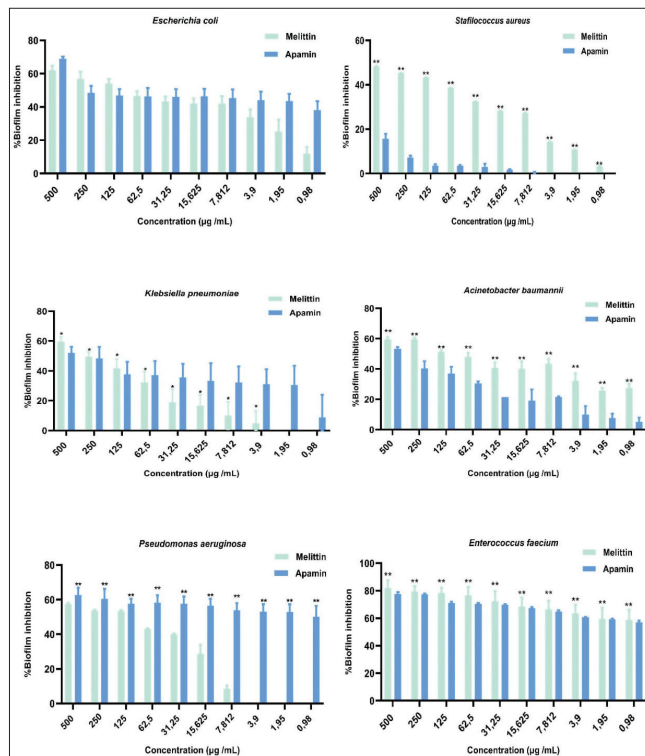 Escherichia coli
Melittin
Apamin
%Biofilm inhibition
80
60
40
20
0
500
250
125
62,5
31,25
15,625
7,812
3,9
1,95
0,98
Concentration (µg /mL)
Stafilococcus aureus
Melittin
Apamin
%Biofilm inhibition
60
40
20
0
** ** ** ** ** ** ** ** ** **
500
250
125
62,5
31,25
15,625
7,812
3,9
1,95
0,98
Concentration (µg /mL)
Klebsiella pneumoniae
Melittin
Apamin
%Biofilm inhibition
80
60
40
20
0
* * * * * * * *
500
250
125
62,5
31,25
15,625
7,812
3,9
1,95
0,98
Concentration (µg /mL)
Acinetobacter baumannii
Melittin
Apamin
%Biofilm inhibition
80
60
40
20
0
** ** ** ** ** ** ** ** ** **
500
250
125
62,5
31,25
15,625
7,812
3,9
1,95
0,98
Concentration (µg /mL)
Pseudomonas aeruginosa
Melittin
Apamin
%Biofilm inhibition
80
60
40
20
0
** ** ** ** ** ** ** ** ** **
500
250
125
62,5
31,25
15,625
7,812
3,9
1,95
0,98
Concentration (µg /mL)
Enterococcus faecium
Melittin
Apamin
%Biofilm inhibition
100
80
60
40
20
0
** ** ** ** ** ** ** ** ** **
500
250
125
62,5
31,25
15,625
7,812
3,9
1,95
0,98
Concentration (µg /mL)